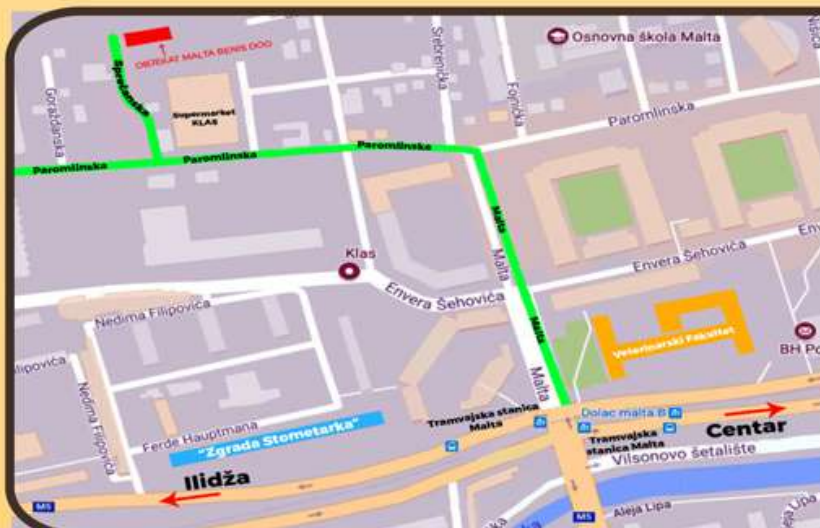 Osnovna škola Malta
OBJEKAT MALTA BENIS DOO
Sprečanska
Srebrenička
Goraždanska
Supermarket
KLAS
Fojnička
Paromlinska
Paromlinska
Paromlinska
Paromlinska
Malta
Malta
Klas
Envera Šehovića
Envera Šehovića
Nedima Filipovića
Malta
Veterinarski Fakultet
BH Po
Nedima Filipovića
Malta
Ferde Hauptmana
"Zgrada Stometarka"
Tramvajska stanica
Malta
Dolac malta B
Centar
Tramvajska
stanica Malta
Vilsonovo šetalište
Ilidža
M5
M5
Aleja Lipa